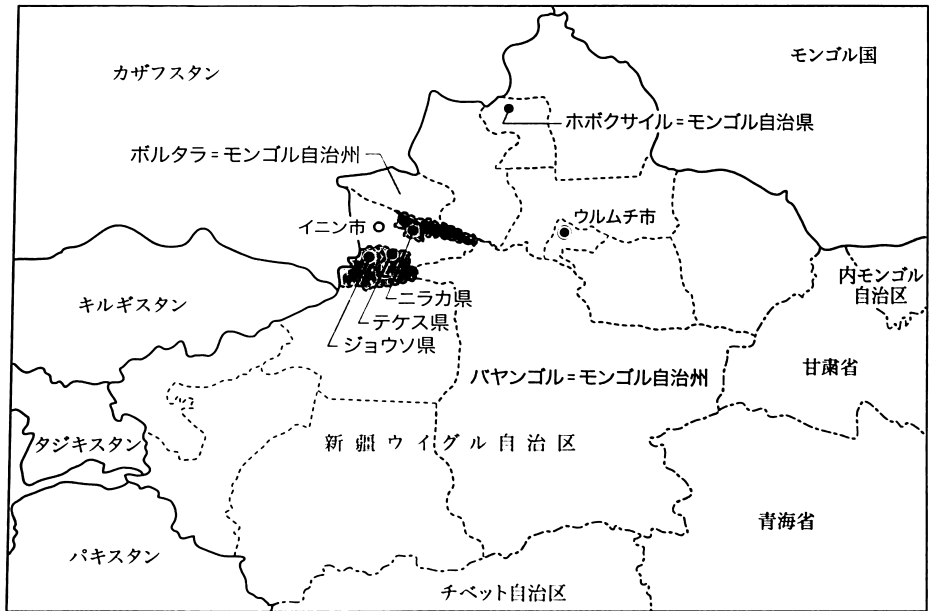 モンゴル国
カザフスタン
ホボクサイル=モンゴル自治県
ボルタラ=モンゴル自治州
ウルムチ市
イニン市
内モンゴル
自治区
キルギスタン
ニラカ県
テケス県
ジョウソ県
甘粛省
バヤンゴル=モンゴル自治州
タジキスタン
新疆ウイグル自治区
青海省
パキスタン
チベット自治区